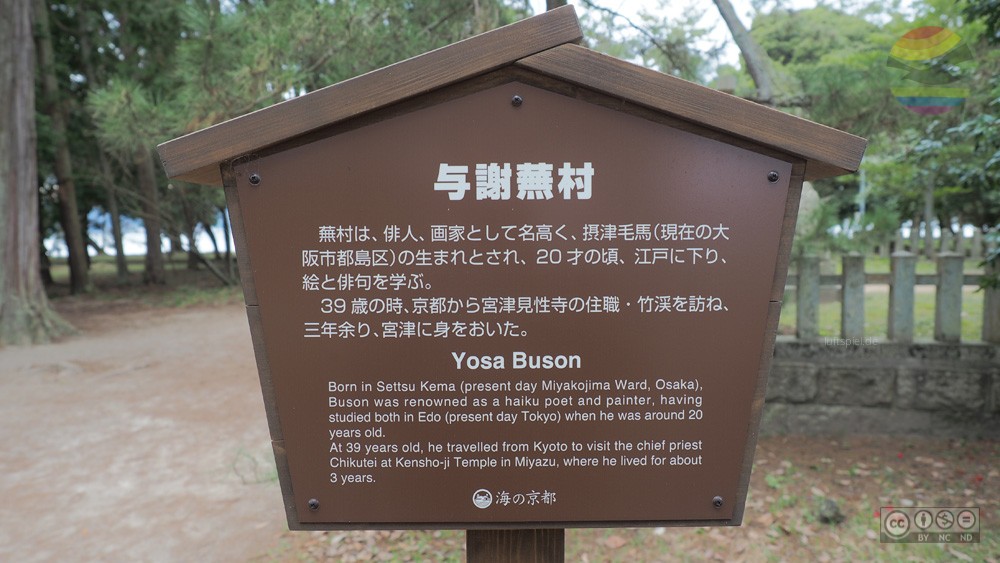 与謝蕪村
蕪村は、俳人、画家として名高く、摂津毛馬(現在の大
阪市都島区)の生まれとされ、20才の頃、江戸に下り、
絵と俳句を学ぶ。
39歳の時、京都から宮津見性寺の住職・竹渓を訪ね、
三年余り、宮津に身をおいた。
Yosa Buson
Born in Settsu Kema (present day Miyakojima Ward, Osaka),
Buson was renowned as a haiku poet and painter, having
studied both in Edo (present day Tokyo) when he was around 20
years old.
At 39 years old, he travelled from Kyoto to visit the chief priest
Chikutei at Kensho-ji Temple in Miyazu, where he lived for about
3 years.
海の京都
luftspiel.de
cc
BY NC ND